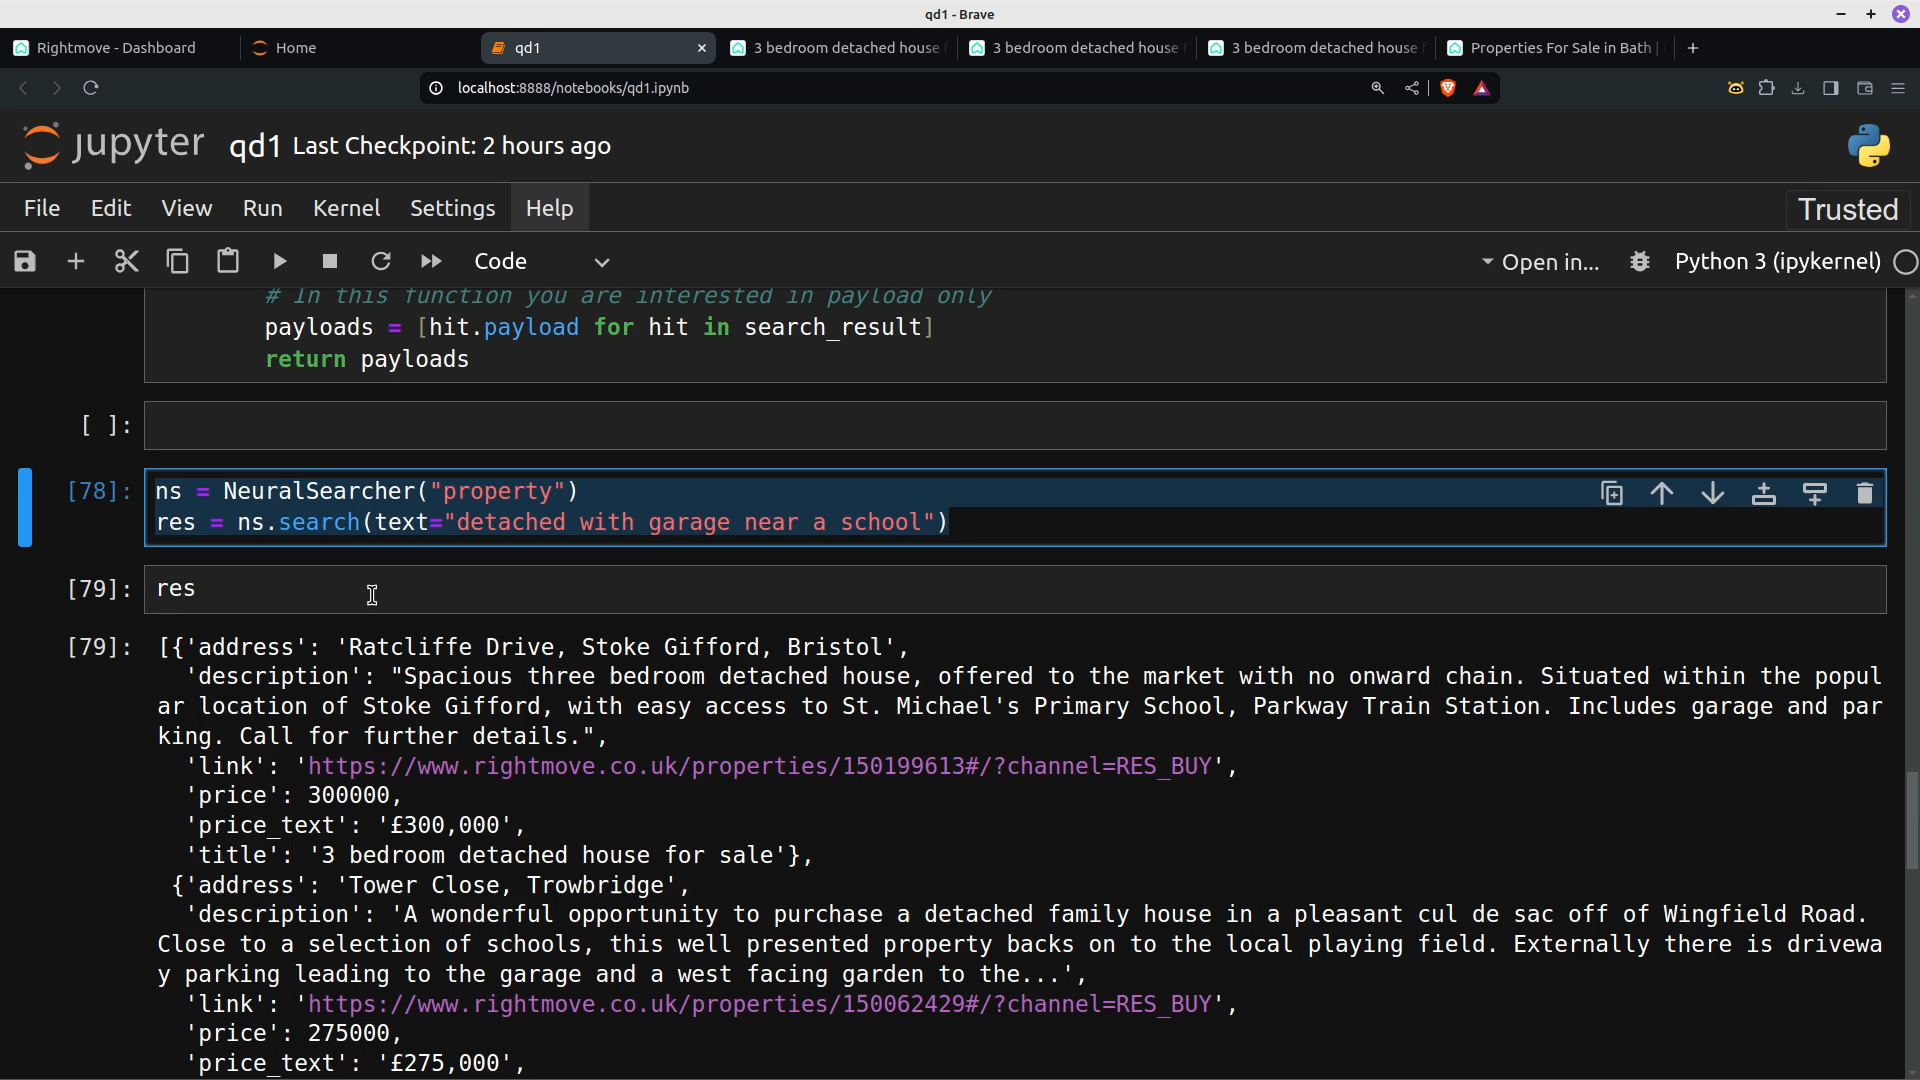 qd1 - Brave
Rightmove - Dashboard
Home
qd1
3 bedroom detached house
3 bedroom detached house
3 bedroom detached house
Properties For Sale in Bath |
localhost:8888/notebooks/qd1.ipynb
jupyter qd1 Last Checkpoint: 2 hours ago
File Edit View Run Kernel Settings Help Trusted
Code Open in... Python 3 (ipykernel)
# In this function you are interested in payload only
payloads = [hit.payload for hit in search_result]
return payloads
[ ]:
[78]: ns = NeuralSearcher("property")
res = ns.search(text="detached with garage near a school")
[79]: res
[79]: [{'address': 'Ratcliffe Drive, Stoke Gifford, Bristol',
'description': "Spacious three bedroom detached house, offered to the market with no onward chain. Situated within the popul
ar location of Stoke Gifford, with easy access to St. Michael's Primary School, Parkway Train Station. Includes garage and par
king. Call for further details.",
'link': 'https://www.rightmove.co.uk/properties/150199613#/?channel=RES_BUY',
'price': 300000,
'price_text': '£300,000',
'title': '3 bedroom detached house for sale'},
{'address': 'Tower Close, Trowbridge',
'description': 'A wonderful opportunity to purchase a detached family house in a pleasant cul de sac off of Wingfield Road.
Close to a selection of schools, this well presented property backs on to the local playing field. Externally there is drivewa
y parking leading to the garage and a west facing garden to the...',
'link': 'https://www.rightmove.co.uk/properties/150062429#/?channel=RES_BUY',
'price': 275000,
'price_text': '£275,000',